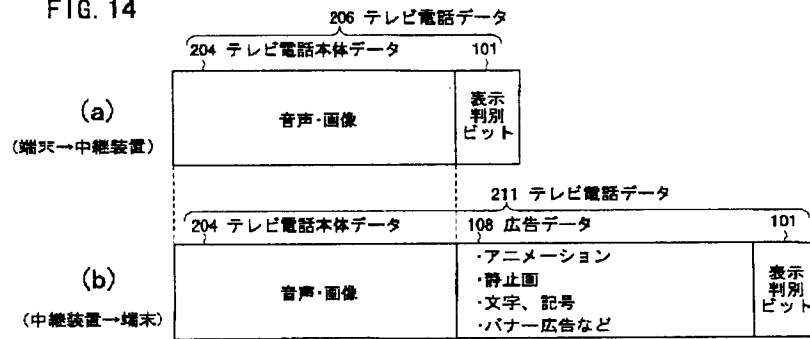 FIG. 14
206 テレビ電話データ
204 テレビ電話本体データ 101
(a)
(端末→中継装置)
音声・画像
表示
判別
ビット
211 テレビ電話データ
204 テレビ電話本体データ 108 広告データ 101
(b)
(中継装置→端末)
音声・画像
・アニメーション
・静止画
・文字、記号
・バナー広告など
表示
判別
ビット